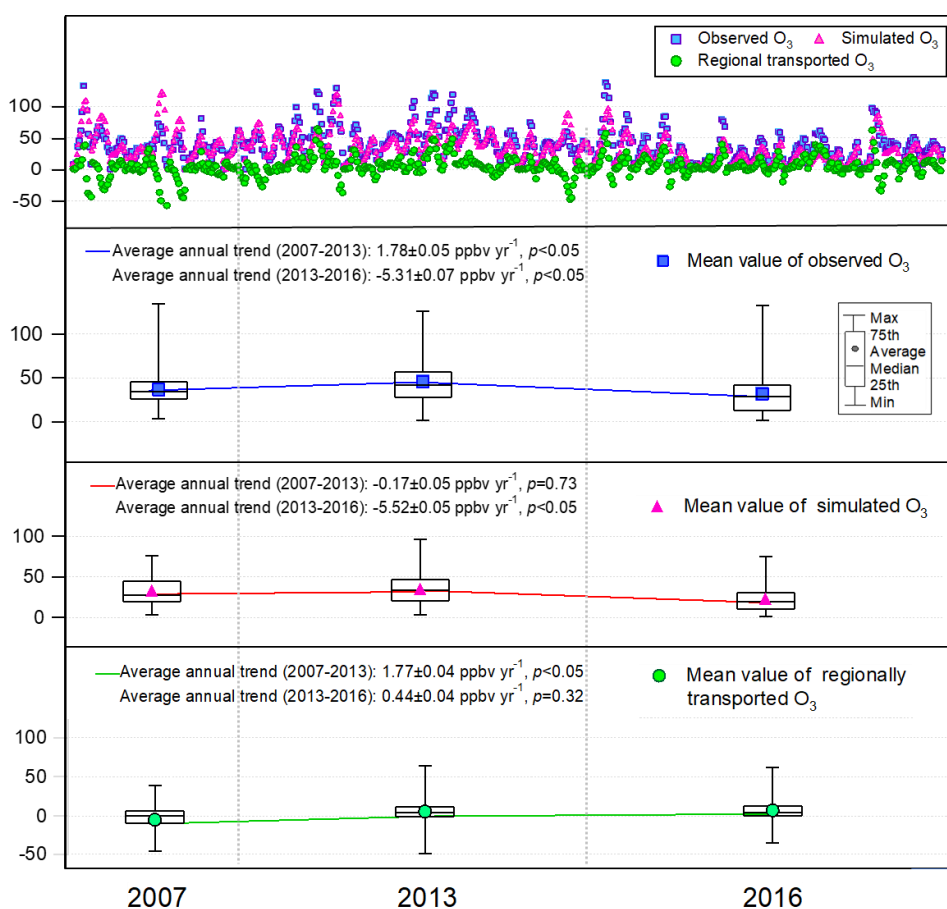 Observed O₃ Simulated O₃
Regional transported O₃
100
50
0
-50
Average annual trend (2007-2013): 1.78±0.05 ppbv yr⁻¹, p<0.05
Average annual trend (2013-2016): -5.31±0.07 ppbv yr⁻¹, p<0.05
Mean value of observed O₃
Max
75th
Average
Median
25th
Min
100
50
0
Average annual trend (2007-2013): -0.17±0.05 ppbv yr⁻¹, p=0.73
Average annual trend (2013-2016): -5.52±0.05 ppbv yr⁻¹, p<0.05
Mean value of simulated O₃
100
50
0
Average annual trend (2007-2013): 1.77±0.04 ppbv yr⁻¹, p<0.05
Average annual trend (2013-2016): 0.44±0.04 ppbv yr⁻¹, p=0.32
Mean value of regionally
transported O₃
100
50
0
-50
2007 2013 2016